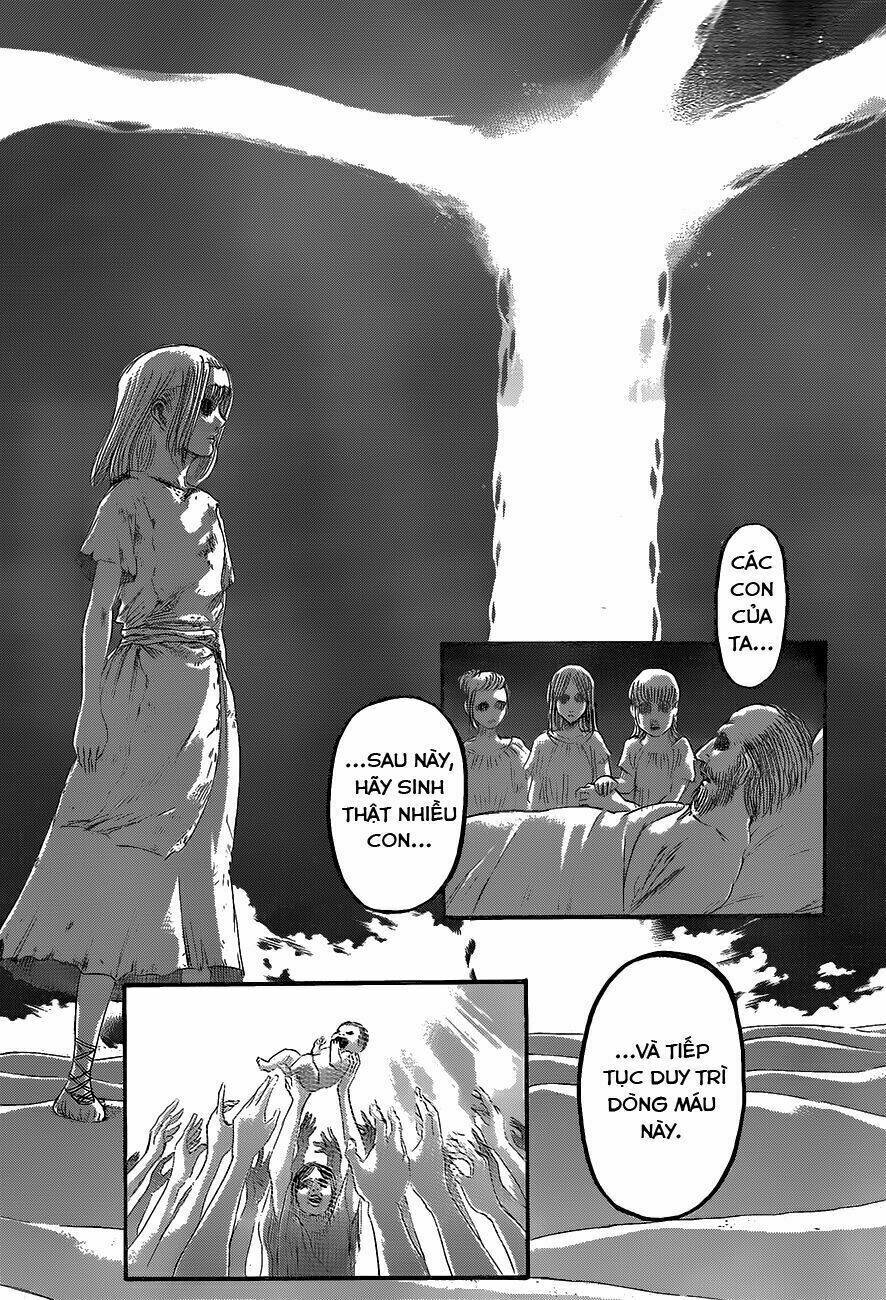 CÁC
CON
CỦA
TA...
...SAU NÀY,
HÃY SINH
THẬT NHIỀU
CON...
...VÀ TIẾP
TỤC DUY TRÌ
DÒNG MÁU
NÀY.